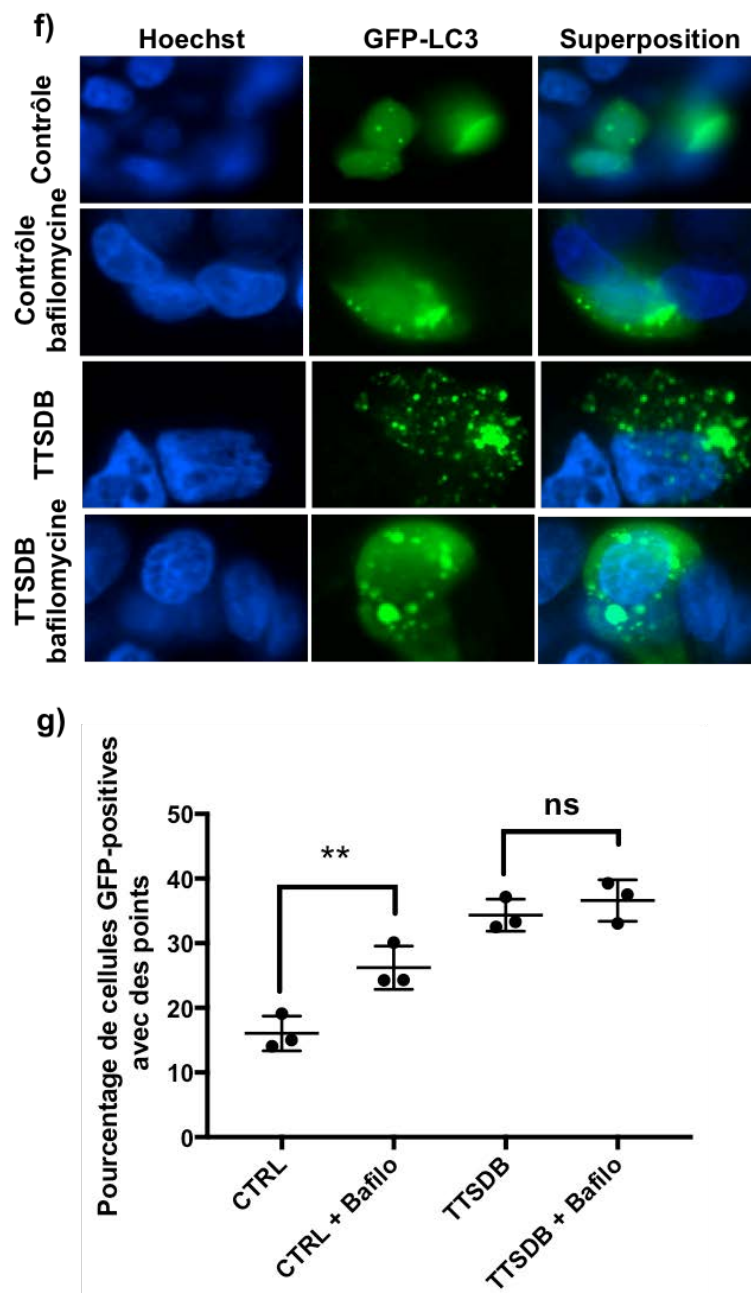 f)
Hoechst GFP-LC3 Superposition
Contrôle
Contrôle
bafilomycine
TTSDB
TTSDB
bafilomycine
g)
Pourcentage de cellules GFP-positives
avec des points
50
40
30
20
10
0
**
ns
CTRL
CTRL + Bafilo
TTSDB
TTSDB + Bafilo